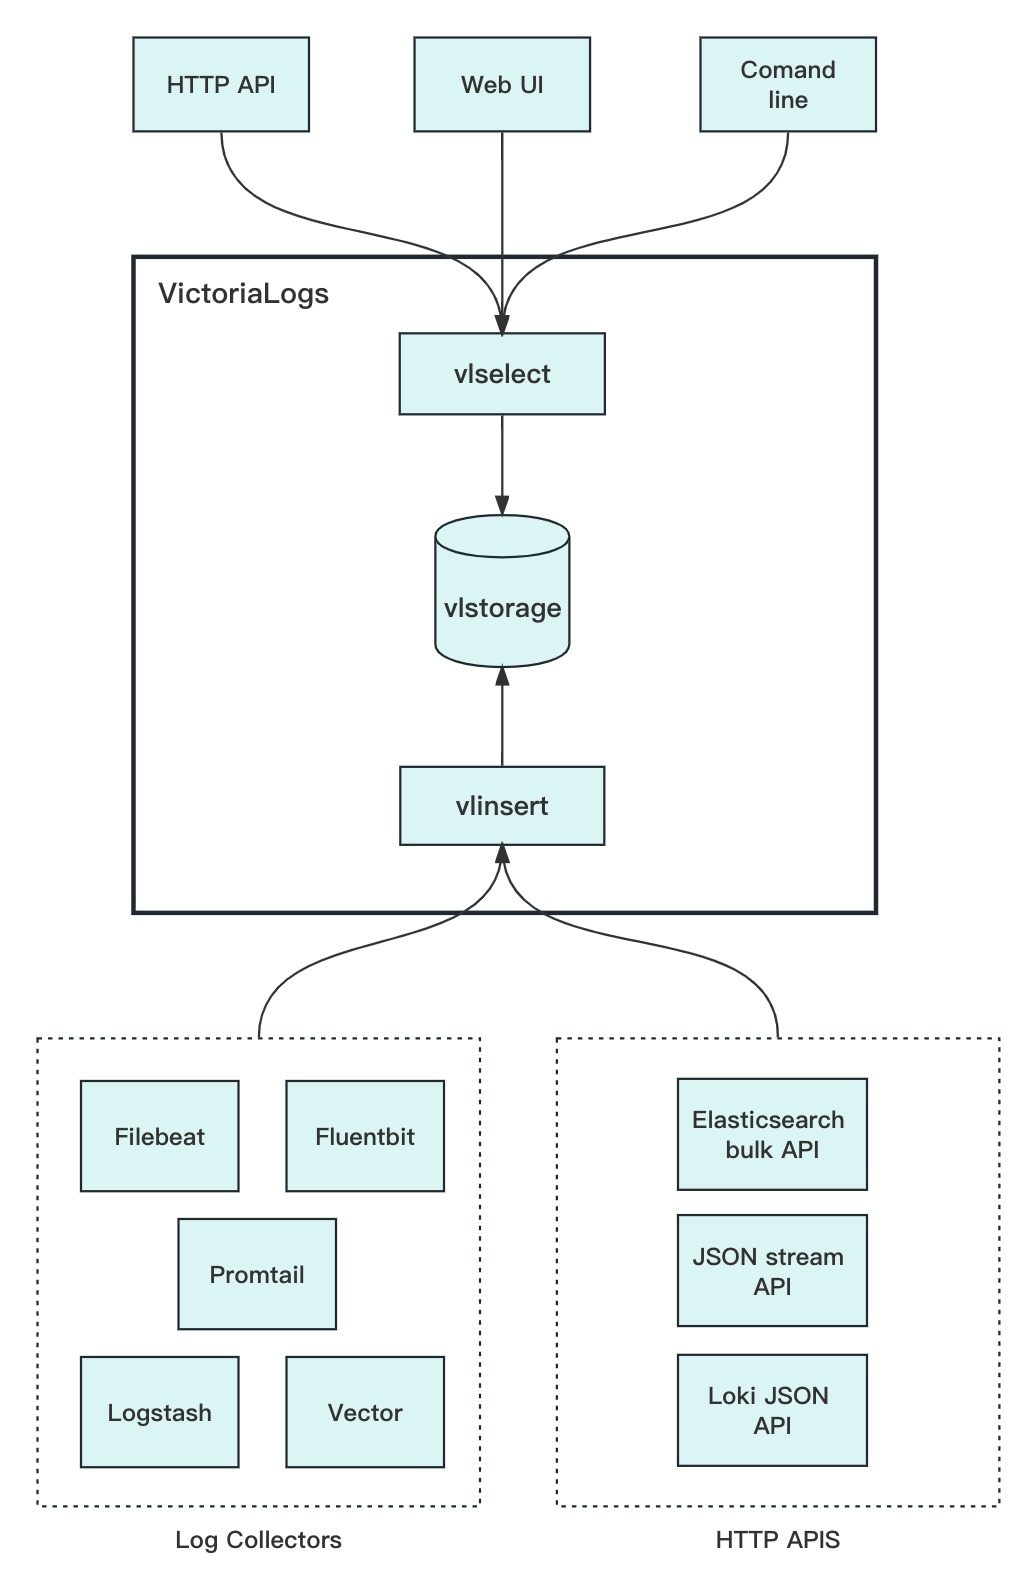 HTTP API
Web UI
Comand
line
VictoriaLogs
vlselect
vlstorage
vlinsert
Filebeat
Fluentbit
Promtail
Logstash
Vector
Log Collectors
Elasticsearch
bulk API
JSON stream
API
Loki JSON
API
HTTP APIS